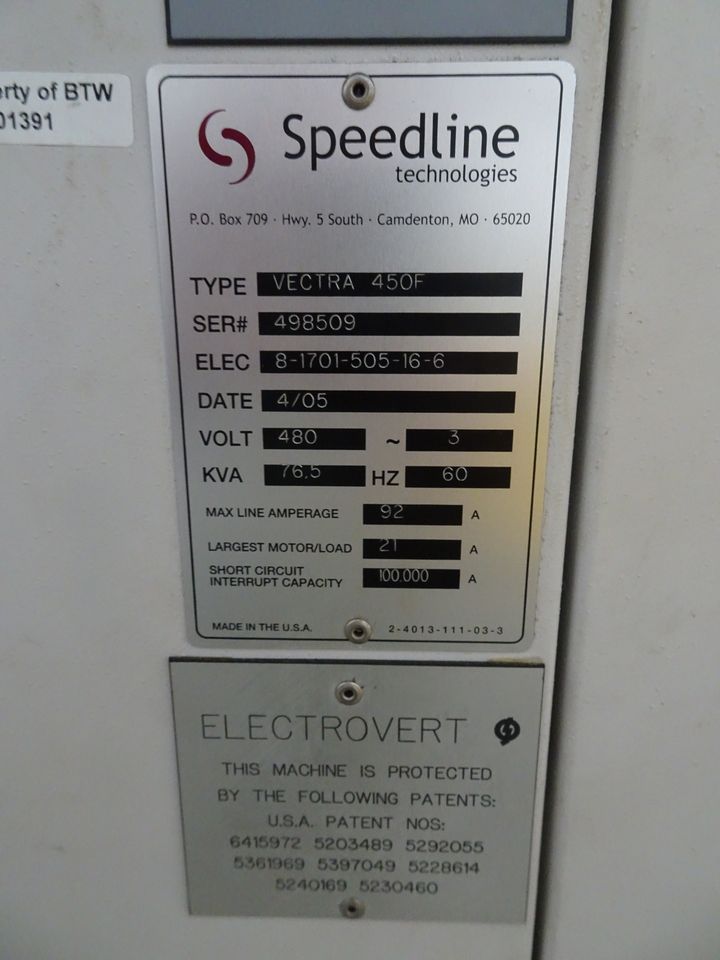 erty of BTW
01391
Speedline
technologies
P.O. Box 709 · Hwy. 5 South · Camdenton, MO · 65020
TYPE VECTRA 450F
SER# 498509
ELEC 8-1701-505-16-6
DATE 4/05
VOLT 480 ~ 3
KVA 76.5 HZ 60
MAX LINE AMPERAGE 92 A
LARGEST MOTOR/LOAD 21 A
SHORT CIRCUIT
INTERRUPT CAPACITY 100.000 A
MADE IN THE U.S.A. 2-4013-111-03-3
ELECTROVERT
THIS MACHINE IS PROTECTED
BY THE FOLLOWING PATENTS:
U.S.A. PATENT NOS:
6415972 5203489 5292055
5361969 5397049 5228614
5240169 5230460